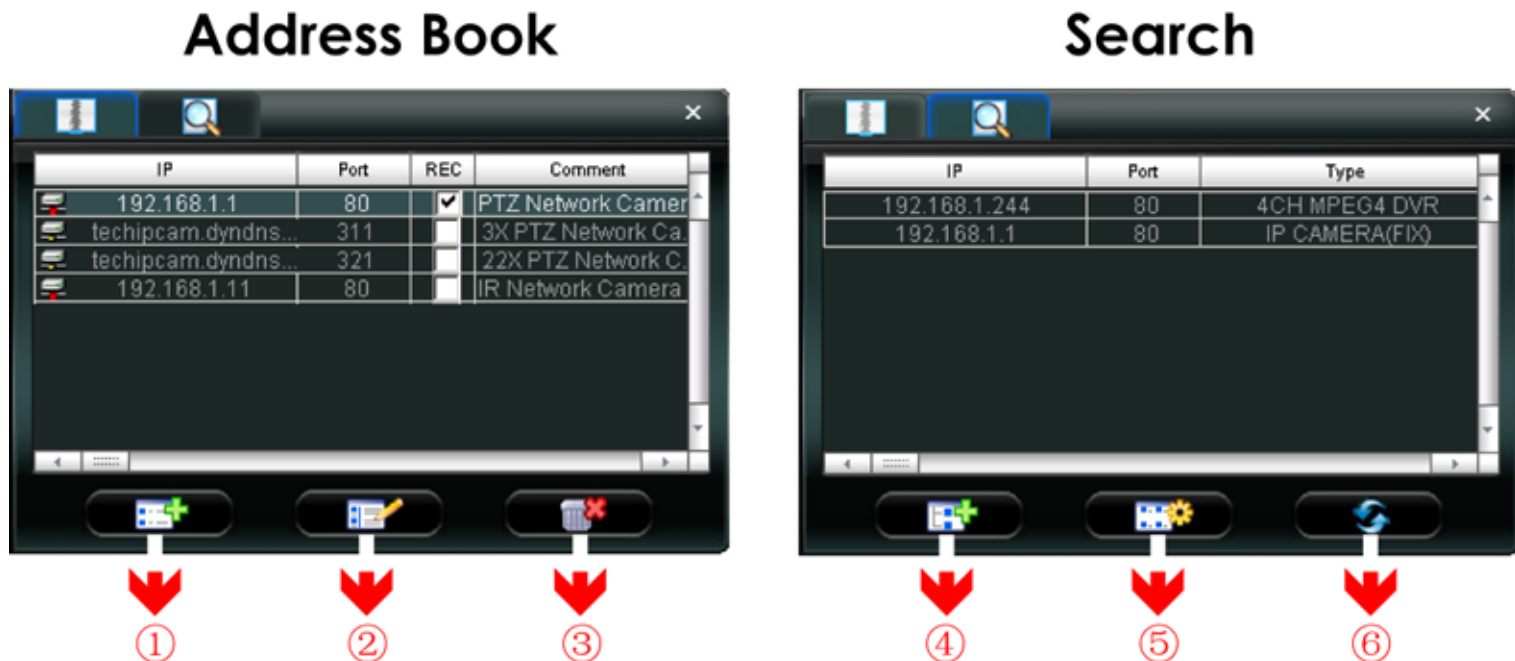 Address Book
Search
IP Port REC Comment
192.168.1.1 80 PTZ Network Camer
techipcam.dyndns... 311 3X PTZ Network Ca.
techipcam.dyndns... 321 22X PTZ Network C.
192.168.1.11 80 IR Network Camera
IP Port Type
192.168.1.244 80 4CH MPEG4 DVR
192.168.1.1 80 IP CAMERA(FIX)
① ② ③
④ ⑤ ⑥